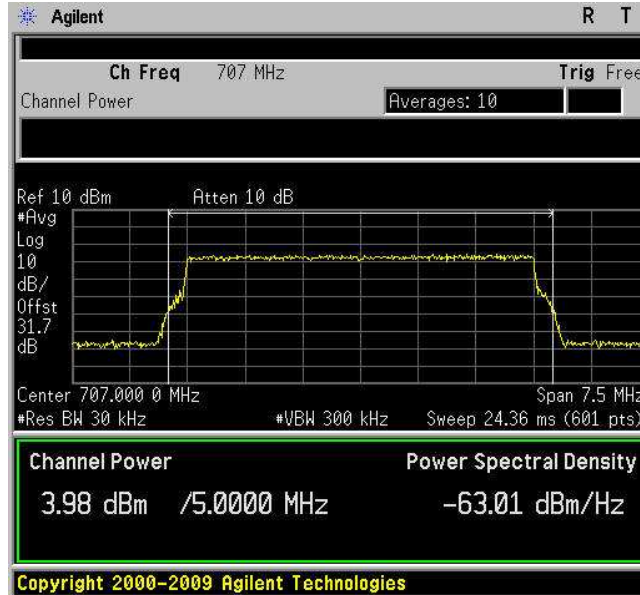 Agilent R T
Ch Freq 707 MHz Trig Free
Channel Power Averages: 10
Ref 10 dBm Atten 10 dB
#Avg
Log
10
dB/
Offst
31.7
dB
Center 707.000 0 MHz Span 7.5 MHz
#Res BW 30 kHz #VBW 300 kHz Sweep 24.36 ms (601 pts)
Channel Power Power Spectral Density
3.98 dBm /5.0000 MHz -63.01 dBm/Hz
Copyright 2000-2009 Agilent Technologies